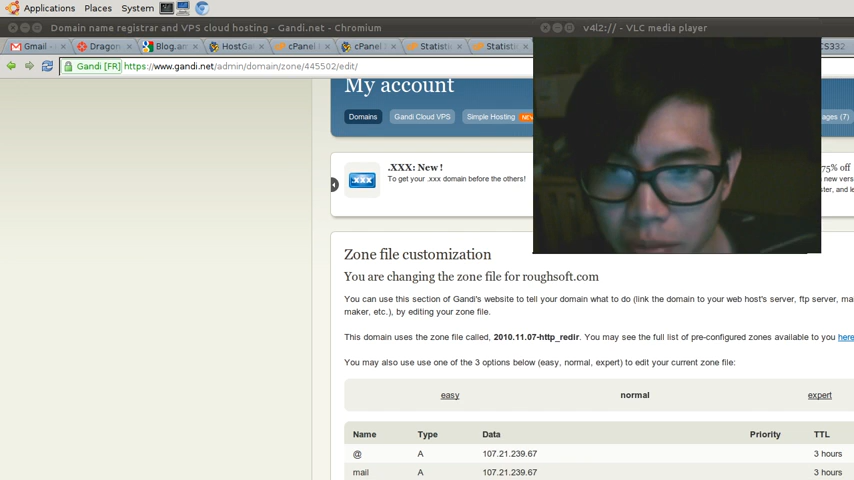 Applications Places System
Domain name registrar and VPS cloud hosting - Gandi.net - Chromium
v4l2:// - VLC media player
Gmail - Dragon Blog.am HostGa cPanel cPanel Statisti Statisti CS332
Gandi [FR] https://www.gandi.net/admin/domain/zone/445502/edit/
My account
Domains Gandi Cloud VPS Simple Hosting NEW ages (7)
.XXX: New !
To get your .xxx domain before the others!
.XXX
75% off
new vers
ster, and le
Zone file customization
You are changing the zone file for roughsoft.com
You can use this section of Gandi's website to tell your domain what to do (link the domain to your web host's server, ftp server, ma
maker, etc.), by editing your zone file.
This domain uses the zone file called, 2010.11.07-http_redir. You may see the full list of pre-configured zones available to you here
You may also use use one of the 3 options below (easy, normal, expert) to edit your current zone file:
easy normal expert
Name Type Data Priority TTL
@ A 107.21.239.67 3 hours
mail A 107.21.239.67 3 hours